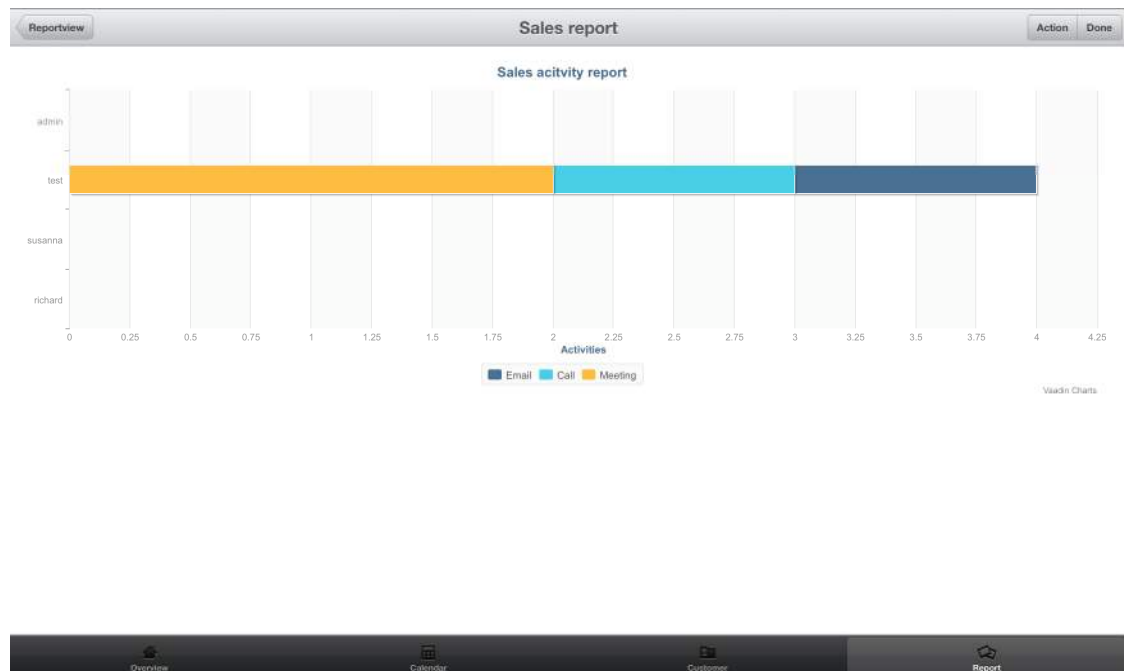 Reportview
Sales report
Action Done
Sales acitvity report
admin
test
susanna
richard
0 0.25 0.5 0.75 1 1.25 1.5 1.75 2 2.25 2.5 2.75 3 3.25 3.5 3.75 4 4.25
Activities
Email Call Meeting
Vaadin Charts
Overview Calendar Customer Report